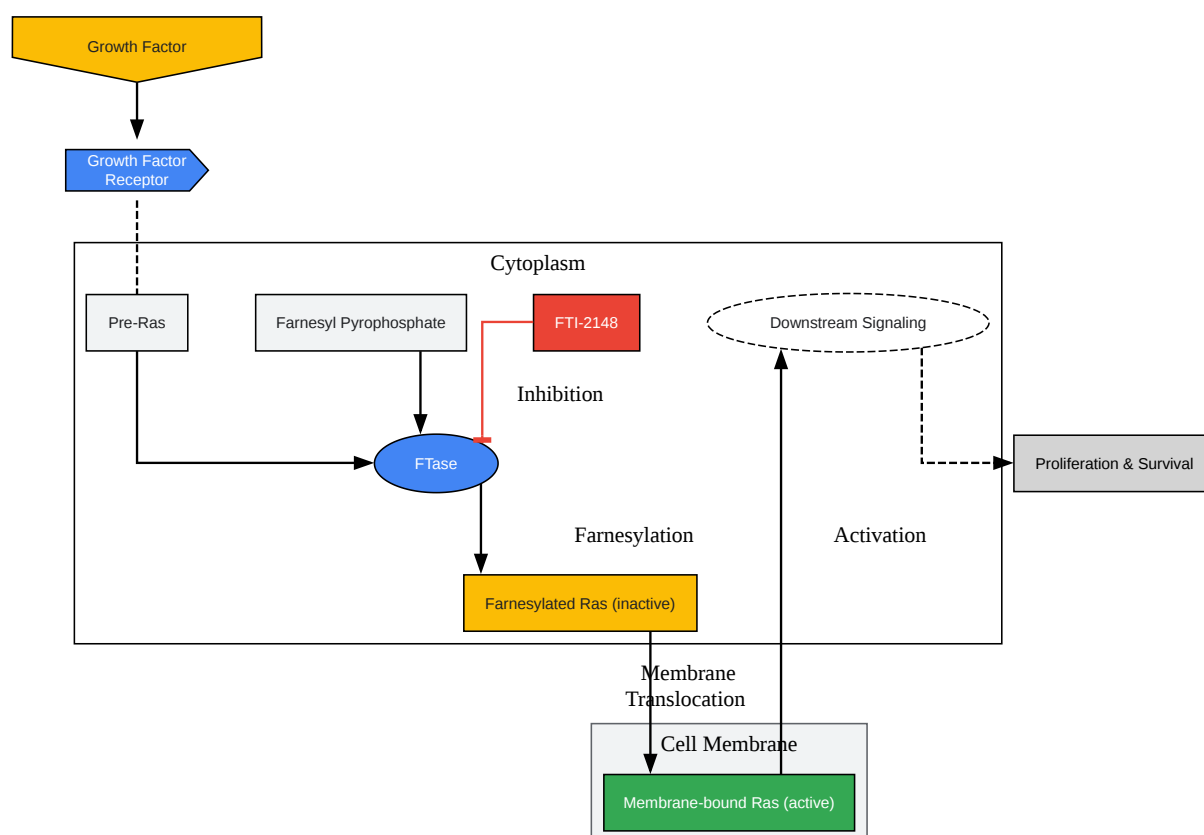 Growth Factor
Growth Factor
Receptor
Cytoplasm
Pre-Ras
Farnesyl Pyrophosphate
FTI-2148
Downstream Signaling
Inhibition
FTase
Proliferation & Survival
Farnesylation
Activation
Farnesylated Ras (inactive)
Membrane
Translocation
Cell Membrane
Membrane-bound Ras (active)